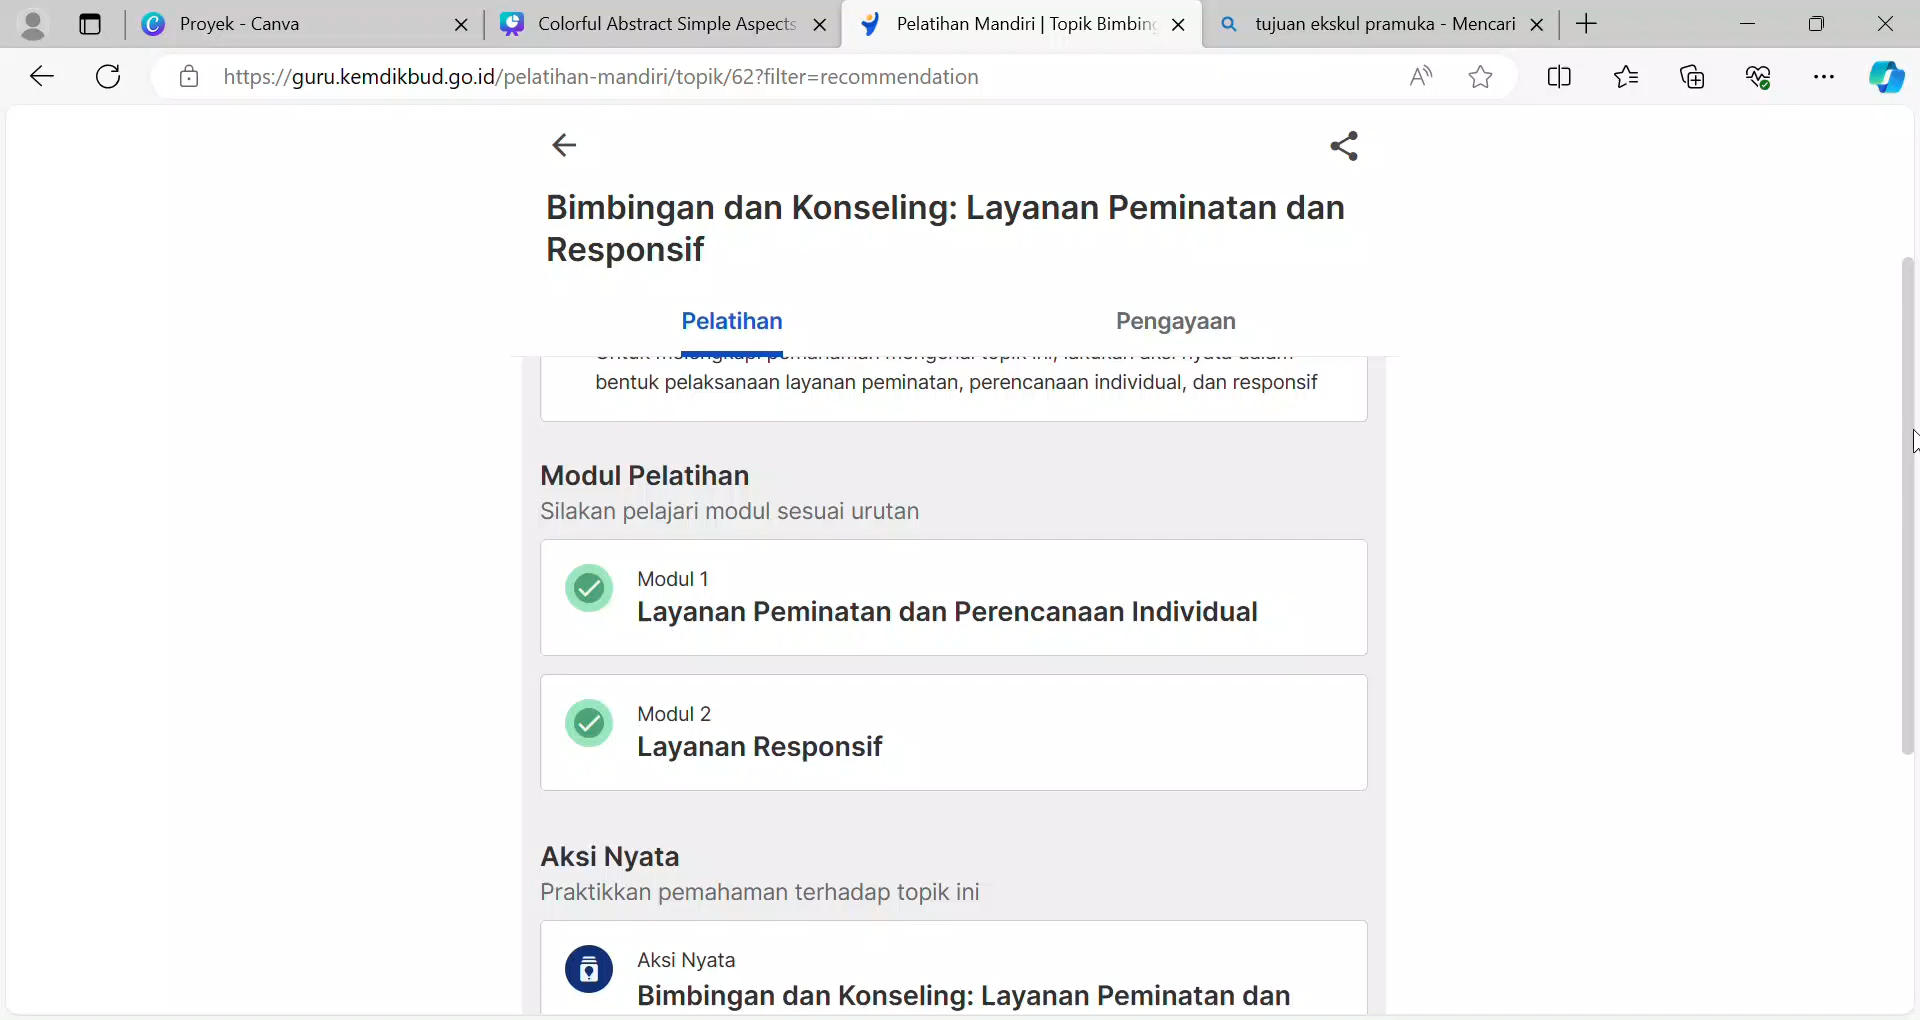 Proyek - Canva
Colorful Abstract Simple Aspects
Pelatihan Mandiri | Topik Bimbing
tujuan ekskul pramuka - Mencari
https://guru.kemdikbud.go.id/pelatihan-mandiri/topik/62?filter=recommendation
Bimbingan dan Konseling: Layanan Peminatan dan
Responsif
Pelatihan
Pengayaan
bentuk pelaksanaan layanan peminatan, perencanaan individual, dan responsif
Modul Pelatihan
Silakan pelajari modul sesuai urutan
Modul 1
Layanan Peminatan dan Perencanaan Individual
Modul 2
Layanan Responsif
Aksi Nyata
Praktikkan pemahaman terhadap topik ini
Aksi Nyata
Bimbingan dan Konseling: Layanan Peminatan dan